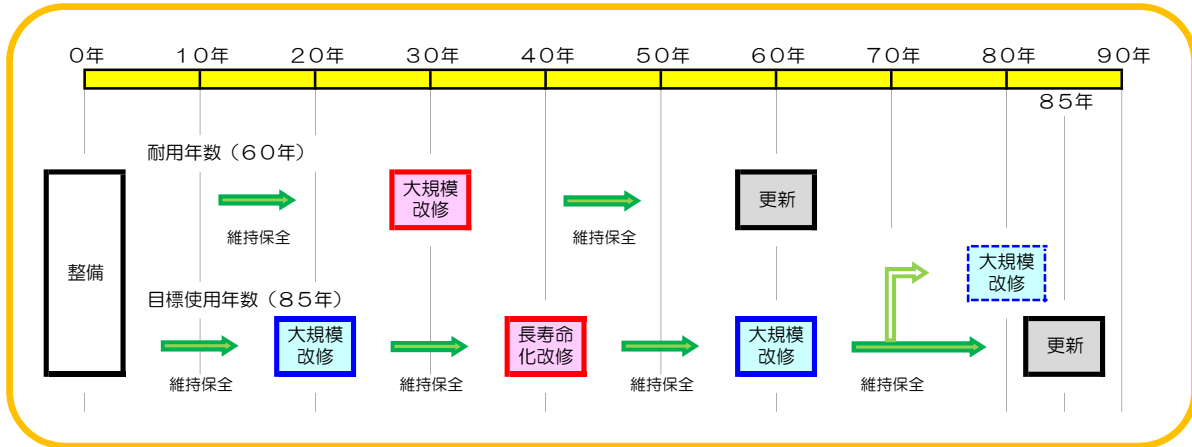 ０年 １０年 ２０年 ３０年 ４０年 ５０年 ６０年 ７０年 ８０年 ９０年
８５年
耐用年数（６０年）
大規模
改修
更新
維持保全
維持保全
整備
大規模
改修
目標使用年数（８５年）
大規模
改修
長寿命
化改修
大規模
改修
更新
維持保全
維持保全
維持保全
維持保全